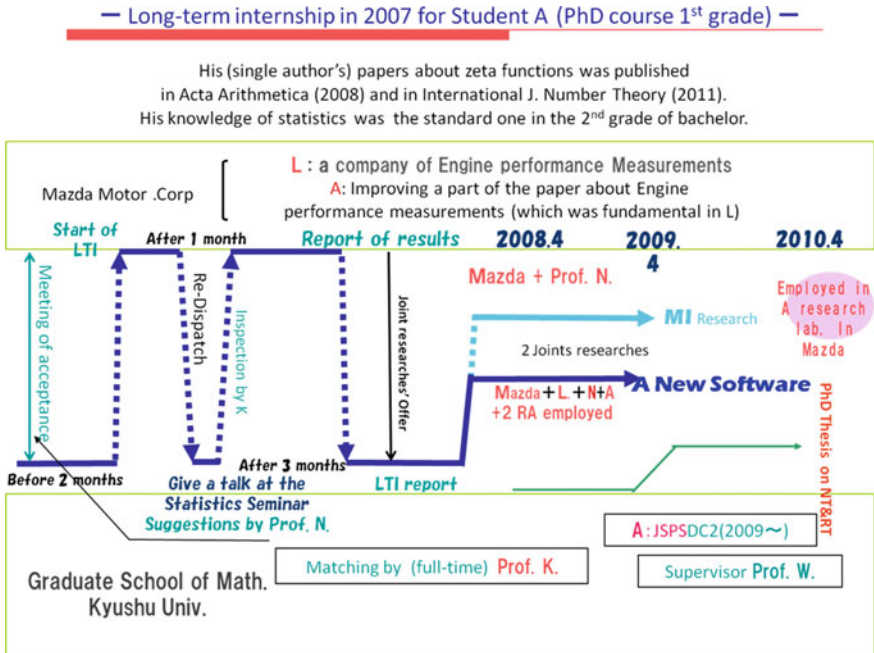 — Long-term internship in 2007 for Student A (PhD course 1st grade) —
His (single author's) papers about zeta functions was published
in Acta Arithmetica (2008) and in International J. Number Theory (2011).
His knowledge of statistics was the standard one in the 2nd grade of bachelor.
Mazda Motor .Corp
L : a company of Engine performance Measurements
A: Improving a part of the paper about Engine
performance measurements (which was fundamental in L)
Start of
LTI
After 1 month
Report of results
2008.4
2009.
4
2010.4
Meeting of acceptance
Re-Dispatch
Inspection by K
Joint researches' Offer
Mazda + Prof. N.
MI Research
2 Joints researches
A New Software
Mazda+L.+N+A
+2 RA employed
Employed in
A research
lab. In
Mazda
PhD Thesis on NT&RT
Before 2 months
After 3 months
Give a talk at the
Statistics Seminar
Suggestions by Prof. N.
LTI report
A:JSPSDC2(2009～)
Matching by (full-time) Prof. K.
Supervisor Prof. W.
Graduate School of Math.
Kyushu Univ.